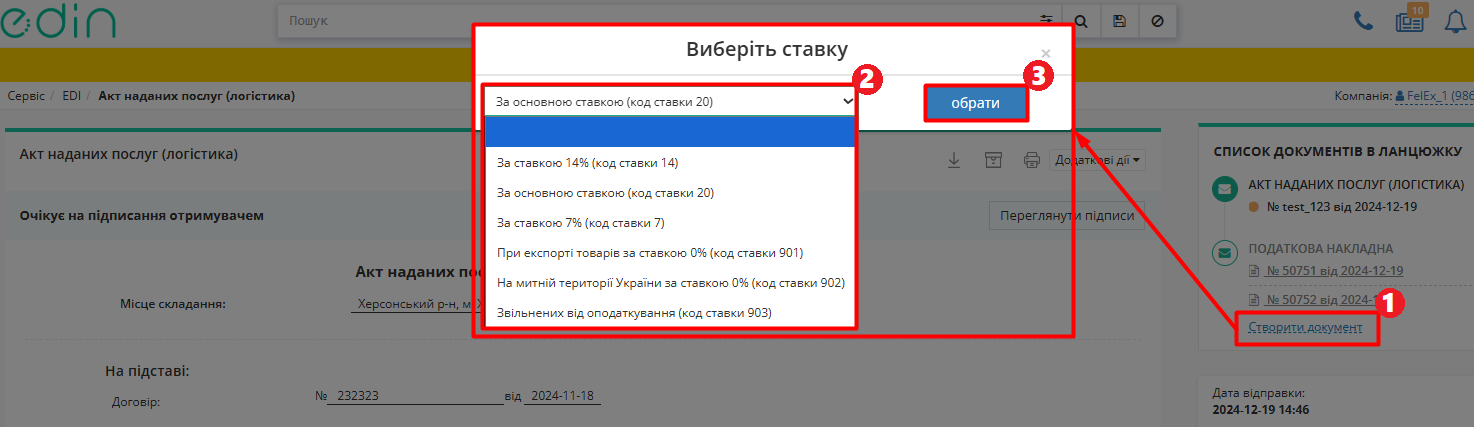 edin
Пошук
10
Виберіть ставку
×
2
3
За основною ставкою (код ставки 20)
обрати
За ставкою 14% (код ставки 14)
За основною ставкою (код ставки 20)
За ставкою 7% (код ставки 7)
При експорті товарів за ставкою 0% (код ставки 901)
На митній території України за ставкою 0% (код ставки 902)
Звільнених від оподаткування (код ставки 903)
Сервіс / EDI / Акт наданих послуг (логістика)
Компанія: FelEx_1 (986
Акт наданих послуг (логістика)
Додаткові дії
Очікує на підписання отримувачем
Переглянути підписи
Акт наданих
Місце складання: Херсонський р-н,
На підставі:
Договір: № 232323 від 2024-11-18
СПИСОК ДОКУМЕНТІВ В ЛАНЦЮЖКУ
АКТ НАДАНИХ ПОСЛУГ (ЛОГІСТИКА)
№ test_123 від 2024-12-19
ПОДАТКОВА НАКЛАДНА
№ 50751 від 2024-12-19
№ 50752 від 2024-1
1
Створити документ
Дата відправки:
2024-12-19 14:46